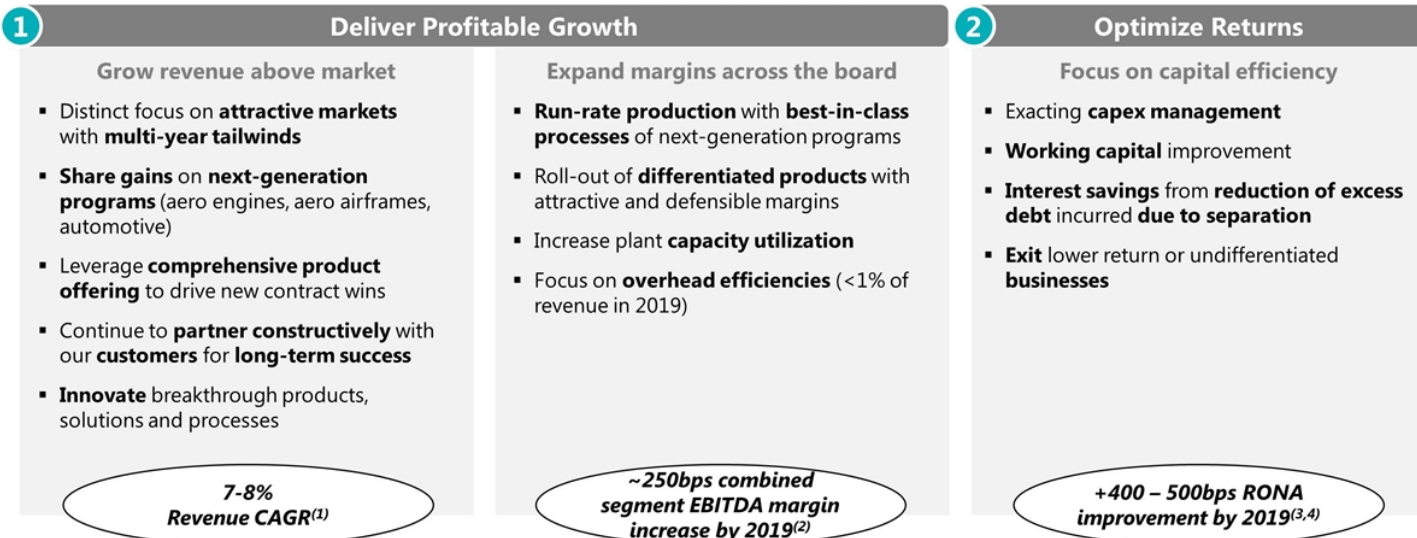 1
Deliver Profitable Growth
Grow revenue above market
▪ Distinct focus on attractive markets
with multi-year tailwinds
▪ Share gains on next-generation
programs (aero engines, aero airframes,
automotive)
▪ Leverage comprehensive product
offering to drive new contract wins
▪ Continue to partner constructively with
our customers for long-term success
▪ Innovate breakthrough products,
solutions and processes
7-8%
Revenue CAGR(1)
Expand margins across the board
▪ Run-rate production with best-in-class
processes of next-generation programs
▪ Roll-out of differentiated products with
attractive and defensible margins
▪ Increase plant capacity utilization
▪ Focus on overhead efficiencies (<1% of
revenue in 2019)
~250bps combined
segment EBITDA margin
increase by 2019(2)
2
Optimize Returns
Focus on capital efficiency
▪ Exacting capex management
▪ Working capital improvement
▪ Interest savings from reduction of excess
debt incurred due to separation
▪ Exit lower return or undifferentiated
businesses
+400 – 500bps RONA
improvement by 2019(3,4)